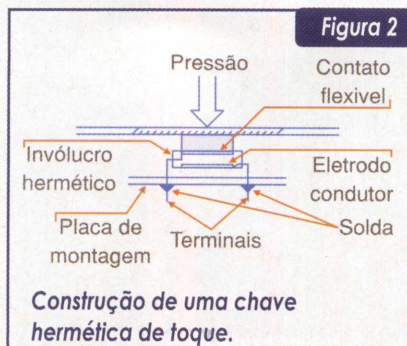 Figura 2
Pressão
Contato
flexivel
Invólucro
hermético
Eletrodo
condutor
Placa de
montagem
Terminais
Solda
Construção de uma chave
hermética de toque.